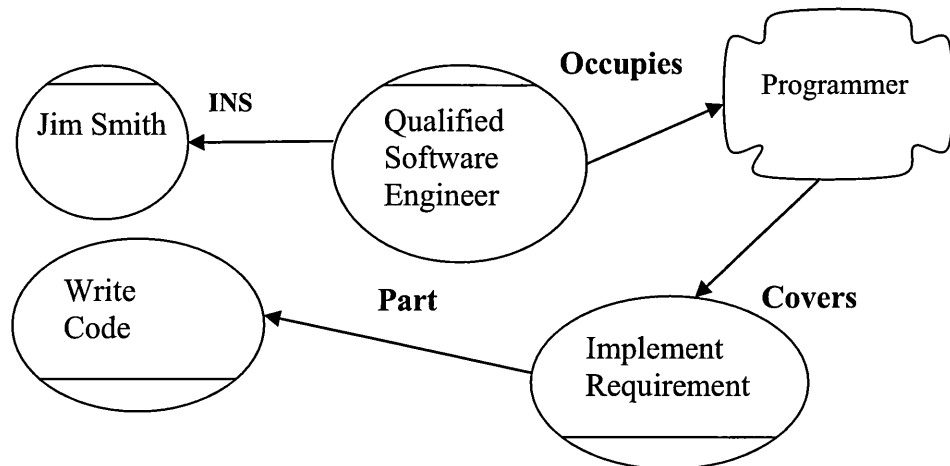 Occupies
Programmer
INS
Jim Smith
Qualified
Software
Engineer
Write
Code
Part
Covers
Implement
Requirement